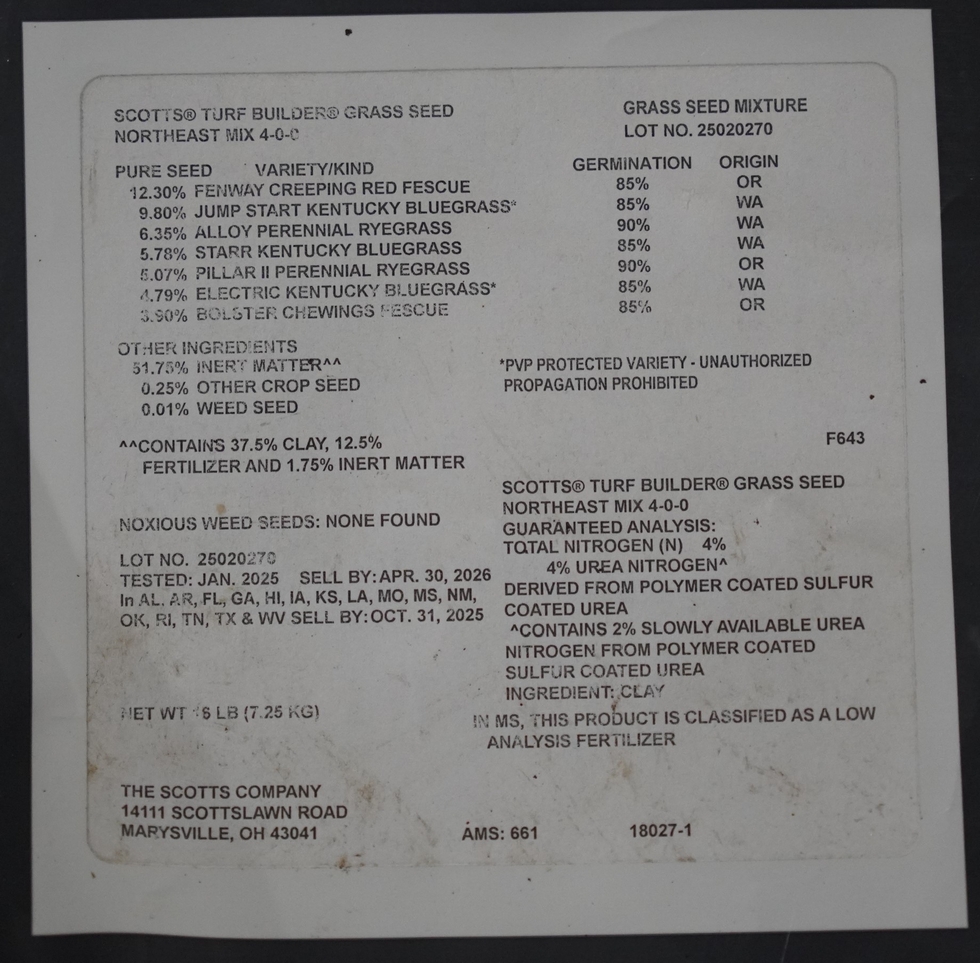 SCOTTS® TURF BUILDER® GRASS SEED
NORTHEAST MIX 4-0-0
GRASS SEED MIXTURE
LOT NO. 25020270
PURE SEED VARIETY/KIND GERMINATION ORIGIN
12.30% FENWAY CREEPING RED FESCUE 85% OR
9.80% JUMP START KENTUCKY BLUEGRASS* 85% WA
6.35% ALLOY PERENNIAL RYEGRASS 90% WA
5.78% STARR KENTUCKY BLUEGRASS 85% WA
5.07% PILLAR II PERENNIAL RYEGRASS 90% OR
4.79% ELECTRIC KENTUCKY BLUEGRASS* 85% WA
3.90% BOLSTER CHEWINGS FESCUE 85% OR
OTHER INGREDIENTS
51.75% INERT MATTER^^
0.25% OTHER CROP SEED
0.01% WEED SEED
*PVP PROTECTED VARIETY - UNAUTHORIZED
PROPAGATION PROHIBITED
^^CONTAINS 37.5% CLAY, 12.5%
FERTILIZER AND 1.75% INERT MATTER
F643
NOXIOUS WEED SEEDS: NONE FOUND
LOT NO. 25020270
TESTED: JAN. 2025 SELL BY: APR. 30, 2026
In AL. AR, FL, GA, HI, IA, KS, LA, MO, MS, NM,
OK, RI, TN, TX & WV SELL BY: OCT. 31, 2025
SCOTTS® TURF BUILDER® GRASS SEED
NORTHEAST MIX 4-0-0
GUARANTEED ANALYSIS:
TOTAL NITROGEN (N) 4%
4% UREA NITROGEN^
DERIVED FROM POLYMER COATED SULFUR
COATED UREA
^CONTAINS 2% SLOWLY AVAILABLE UREA
NITROGEN FROM POLYMER COATED
SULFUR COATED UREA
INGREDIENT: CLAY
NET WT 16 LB (7.25 KG)
IN MS, THIS PRODUCT IS CLASSIFIED AS A LOW
ANALYSIS FERTILIZER
THE SCOTTS COMPANY
14111 SCOTTSLAWN ROAD
MARYSVILLE, OH 43041
AMS: 661 18027-1